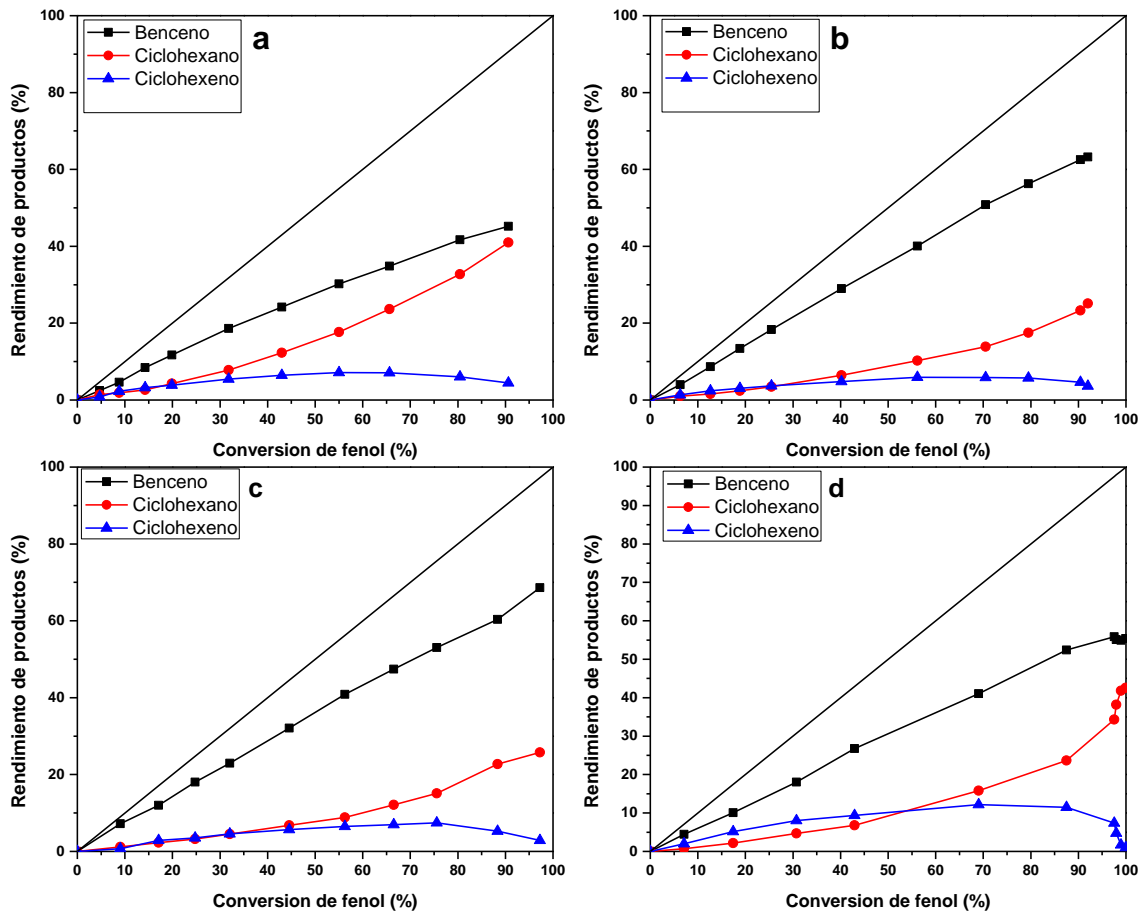 a
Benceno
Ciclohexano
Ciclohexeno
Rendimiento de productos (%)
100
80
60
40
20
0
0 10 20 30 40 50 60 70 80 90 100
Conversion de fenol (%)
b
Benceno
Ciclohexano
Ciclohexeno
Rendimiento de productos (%)
100
80
60
40
20
0
0 10 20 30 40 50 60 70 80 90 100
Conversion de fenol (%)
c
Benceno
Ciclohexano
Ciclohexeno
Rendimiento de productos (%)
100
80
60
40
20
0
0 10 20 30 40 50 60 70 80 90 100
Conversion de fenol (%)
d
Benceno
Ciclohexano
Ciclohexeno
Rendimiento de productos (%)
100
90
80
70
60
50
40
30
20
10
0
0 10 20 30 40 50 60 70 80 90 100
Conversion de fenol (%)